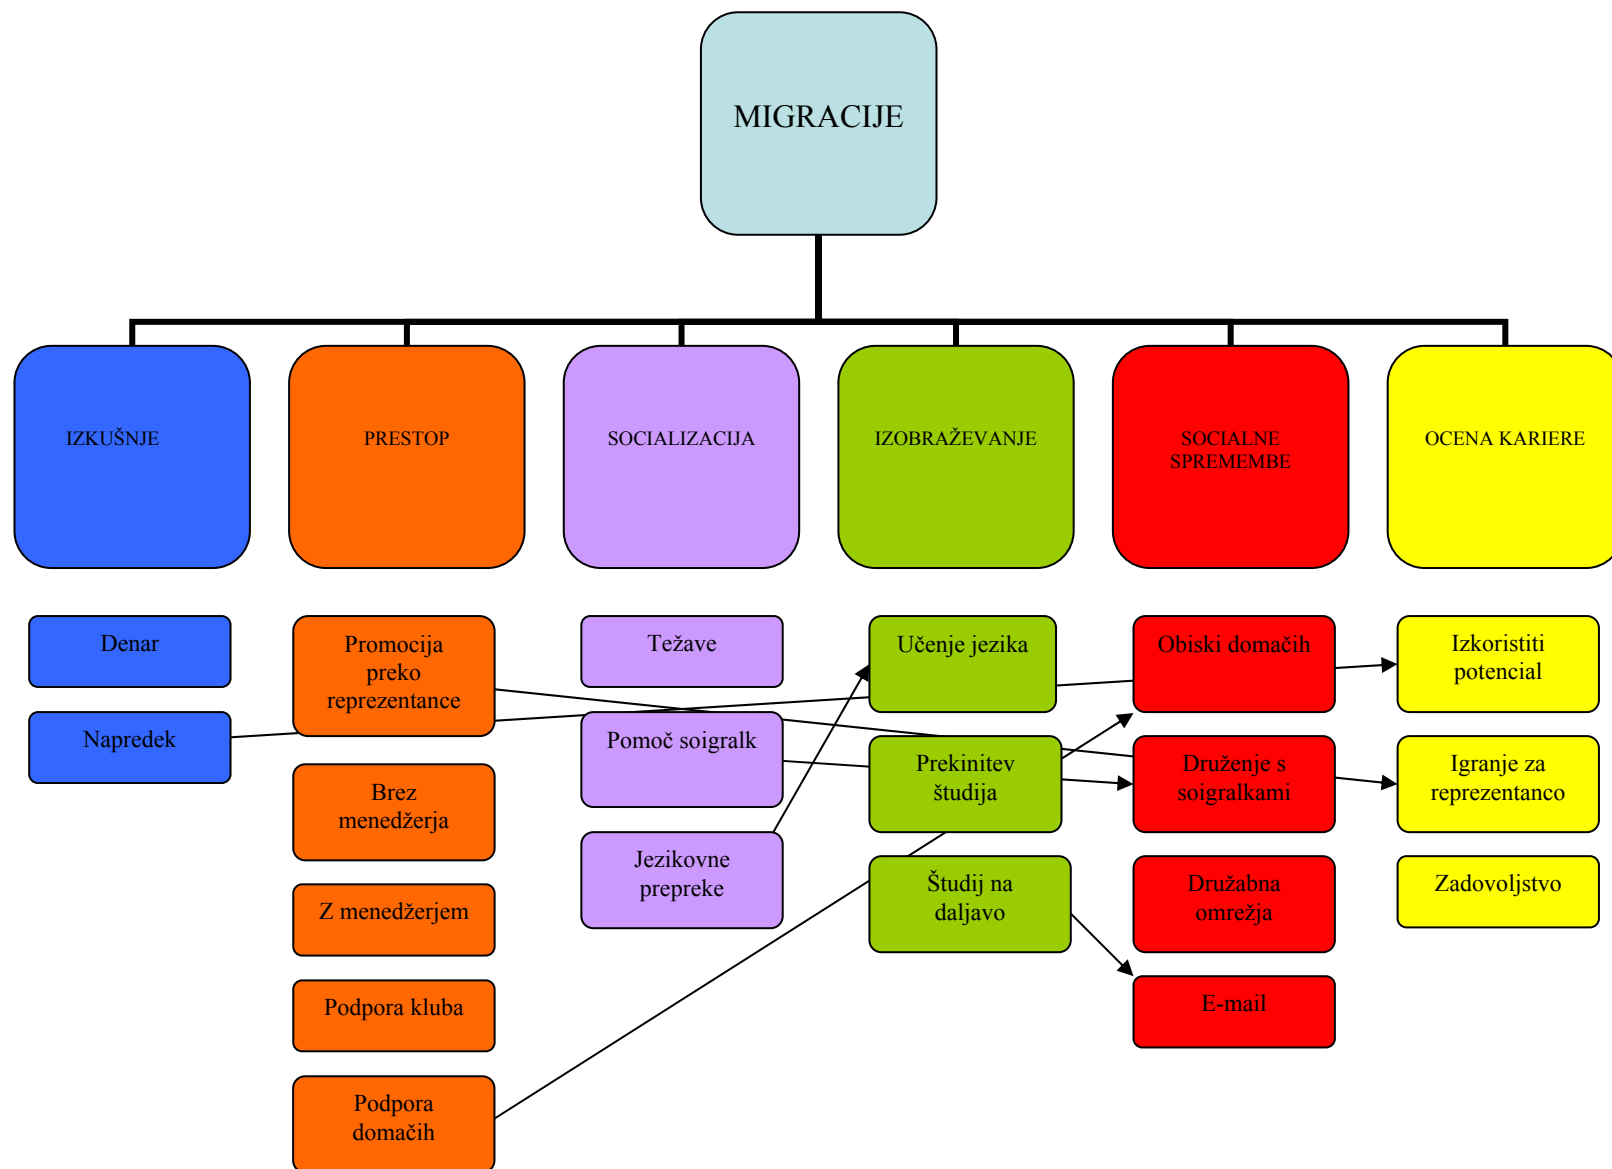 MIGRACIJE
IZKUŠNJE
PRESTOP
SOCIALIZACIJA
IZOBRAŽEVANJE
SOCIALNE
SPREMEMBE
OCENA KARIERE
Denar
Napredek
Promocija
preko
reprezentance
Brez
menedžerja
Z menedžerjem
Podpora kluba
Podpora
domačih
Težave
Pomoč soigralk
Jezikovne
prepreke
Učenje jezika
Prekinitev
študija
Študij na
daljavo
Obiski domačih
Druženje s
soigralkami
Družabna
omrežja
E-mail
Izkoristiti
potencial
Igranje za
reprezentanco
Zadovoljstvo